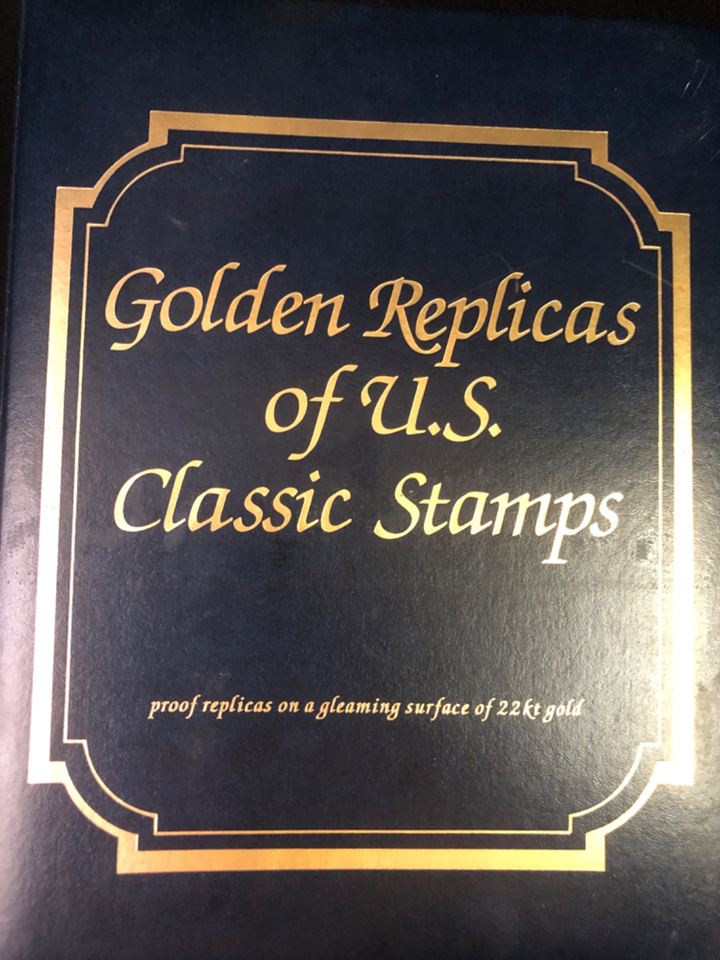 Golden Replicas
of U.S.
Classic Stamps
proof replicas on a gleaming surface of 22kt gold